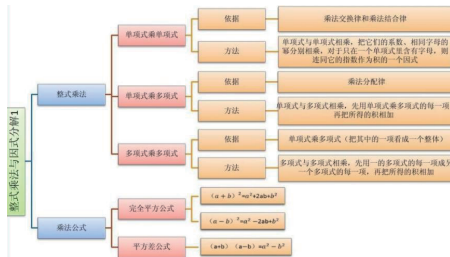 整式乘法与因式分解1
整式乘法
单项式乘单项式
依据
乘法交换律和乘法结合律
方法
单项式与单项式相乘，把它们的系数、相同字母的
幂分别相乘，对于只在一个单项式里含有字母，则
连同它的指数作为积的一个因式
单项式乘多项式
依据
乘法分配律
方法
单项式与多项式相乘，先用单项式乘多项式的每一项，
再把所得的积相加
多项式乘多项式
依据
单项式乘多项式（把其中的一项看成一个整体）
方法
多项式与多项式相乘，先用一的多项式的每一项成另
一个多项式的每一项，再把所得的积相加
乘法公式
完全平方公式
（a + b）²=a²+2ab+b²
（a − b）²=a²−2ab+b²
平方差公式
（a+b）（a−b）=a² − b²